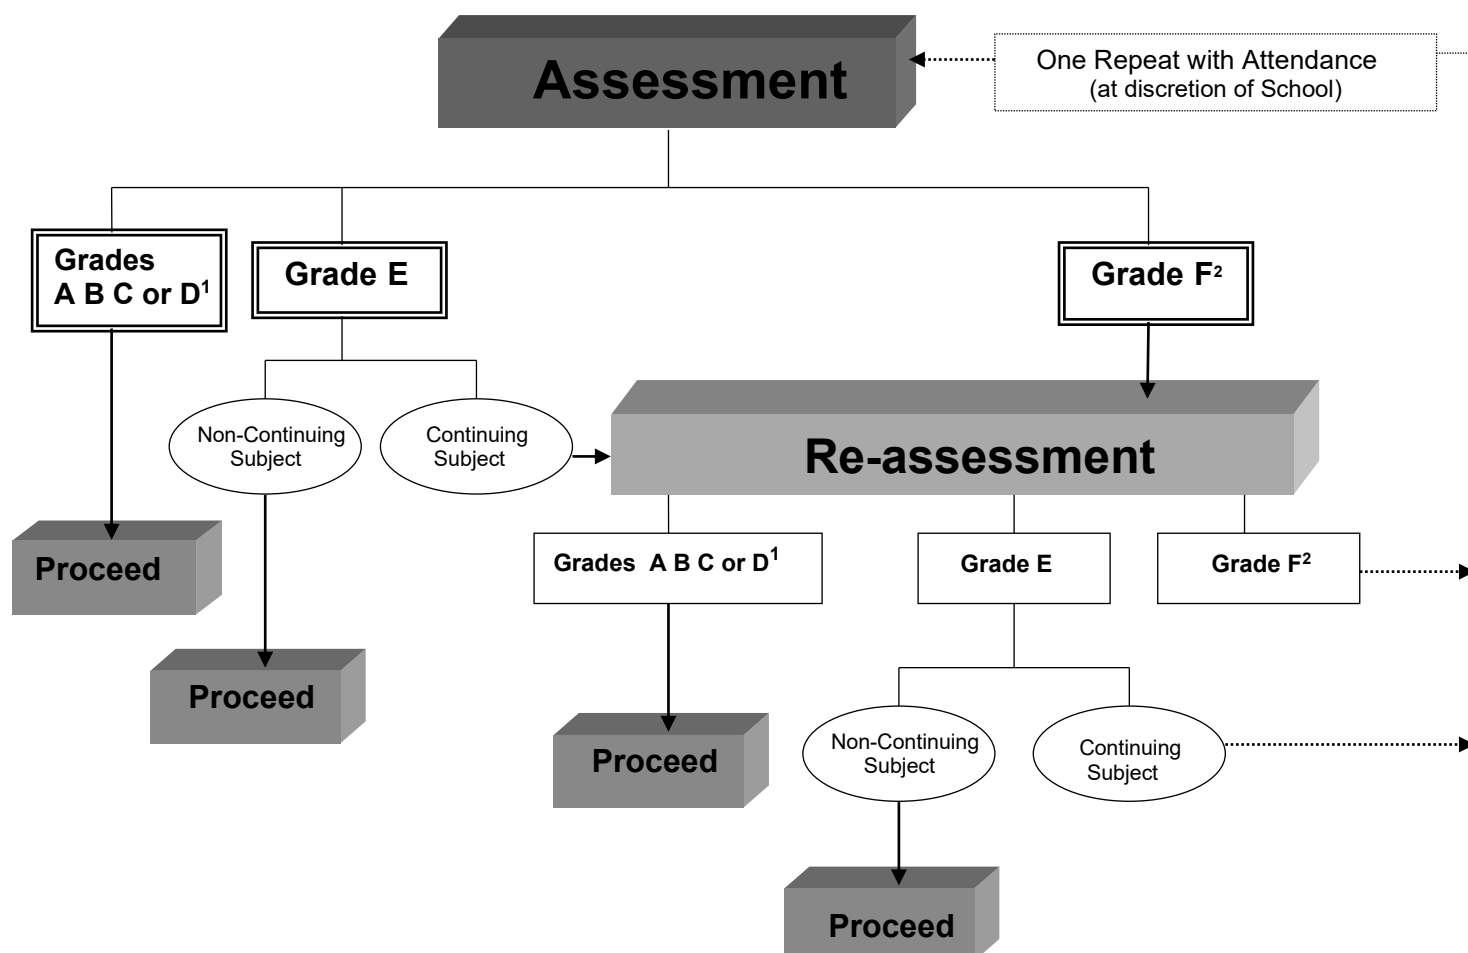 Assessment
One Repeat with Attendance
(at discretion of School)
Grades
A B C or D¹
Grade E
Grade F²
Non-Continuing
Subject
Continuing
Subject
Re-assessment
Proceed
Grades A B C or D¹
Grade E
Grade F²
Proceed
Non-Continuing
Subject
Continuing
Subject
Proceed
Proceed